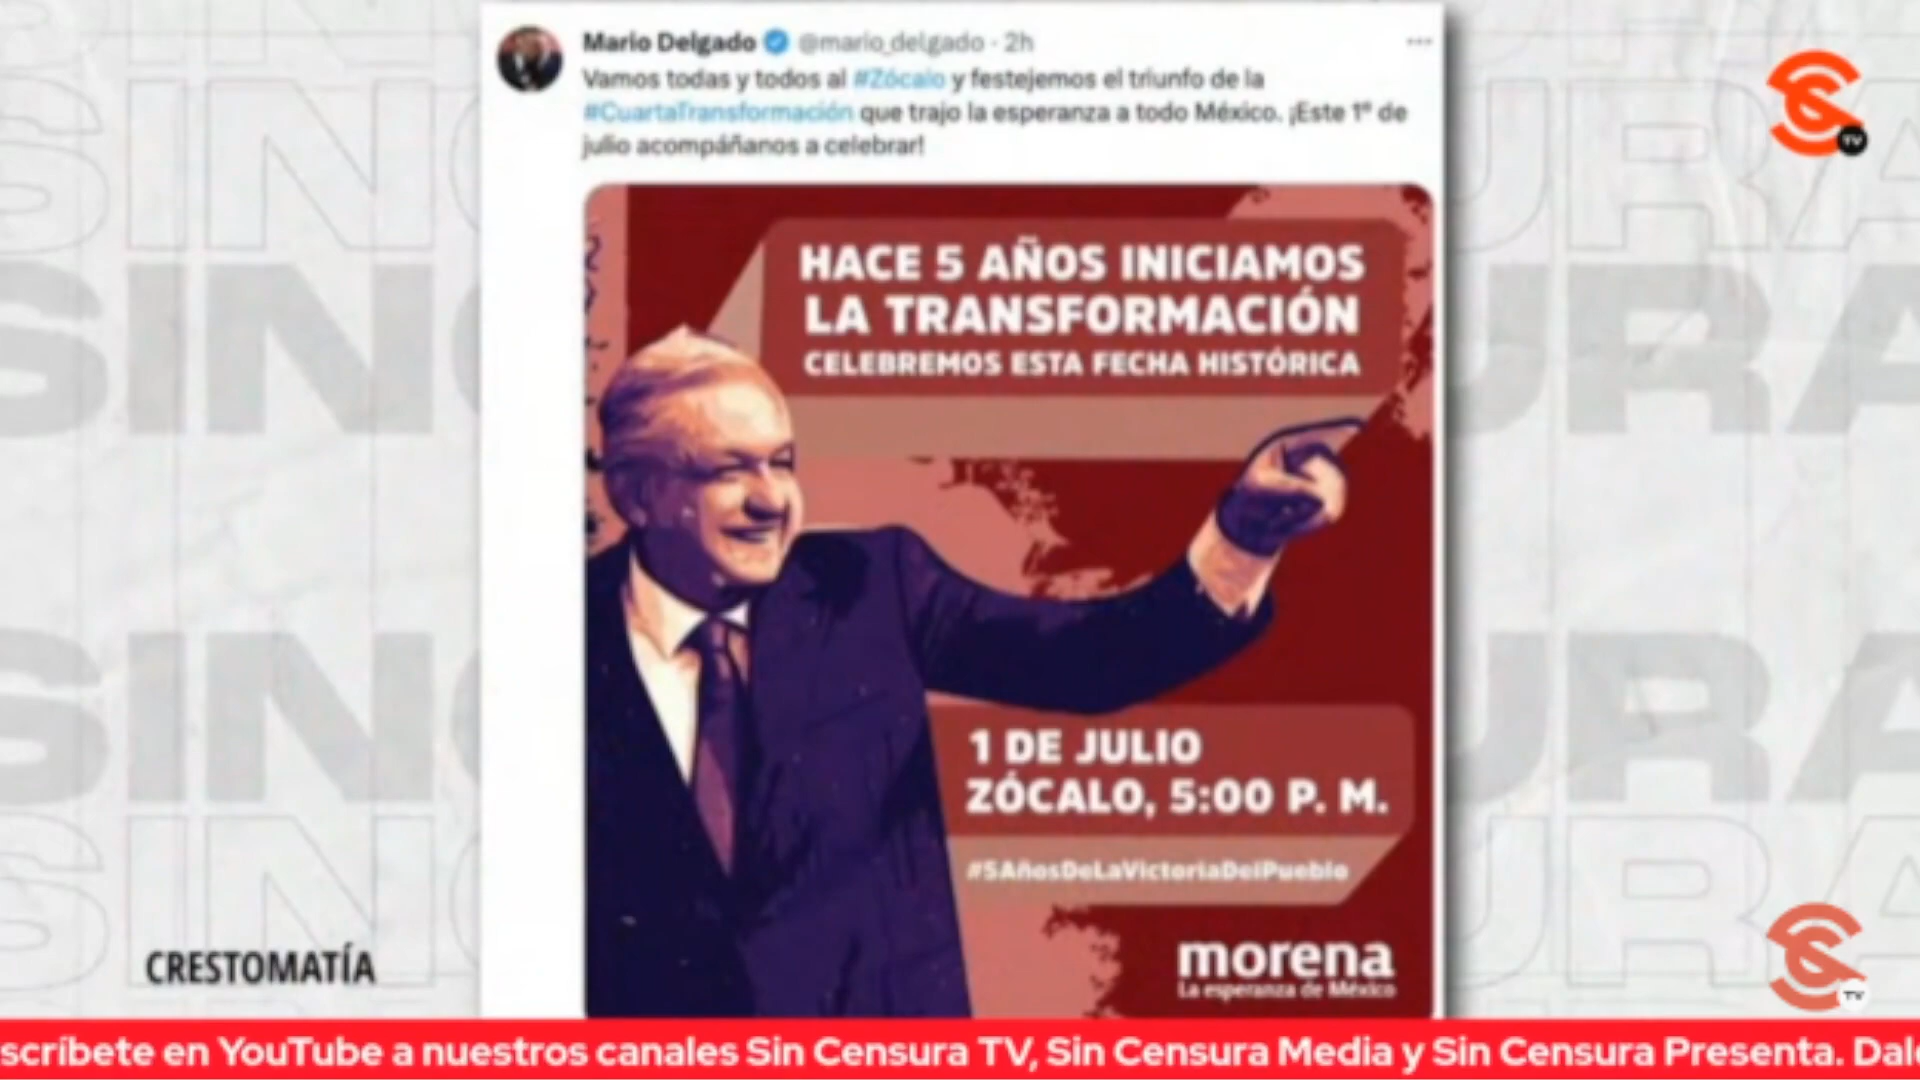 Mario Delgado @mario_delgado · 2h
Vamos todas y todos al #Zócalo y festejemos el triunfo de la
#CuartaTransformación que trajo la esperanza a todo México. ¡Este 1° de
julio acompáñanos a celebrar!
HACE 5 AÑOS INICIAMOS
LA TRANSFORMACIÓN
CELEBREMOS ESTA FECHA HISTÓRICA
1 DE JULIO
ZÓCALO, 5:00 P. M.
#5AñosDeLaVictoriaDelPueblo
morena
La esperanza de México
CRESTOMATÍA
TV
TV
scríbete en YouTube a nuestros canales Sin Censura TV, Sin Censura Media y Sin Censura Presenta. Dale